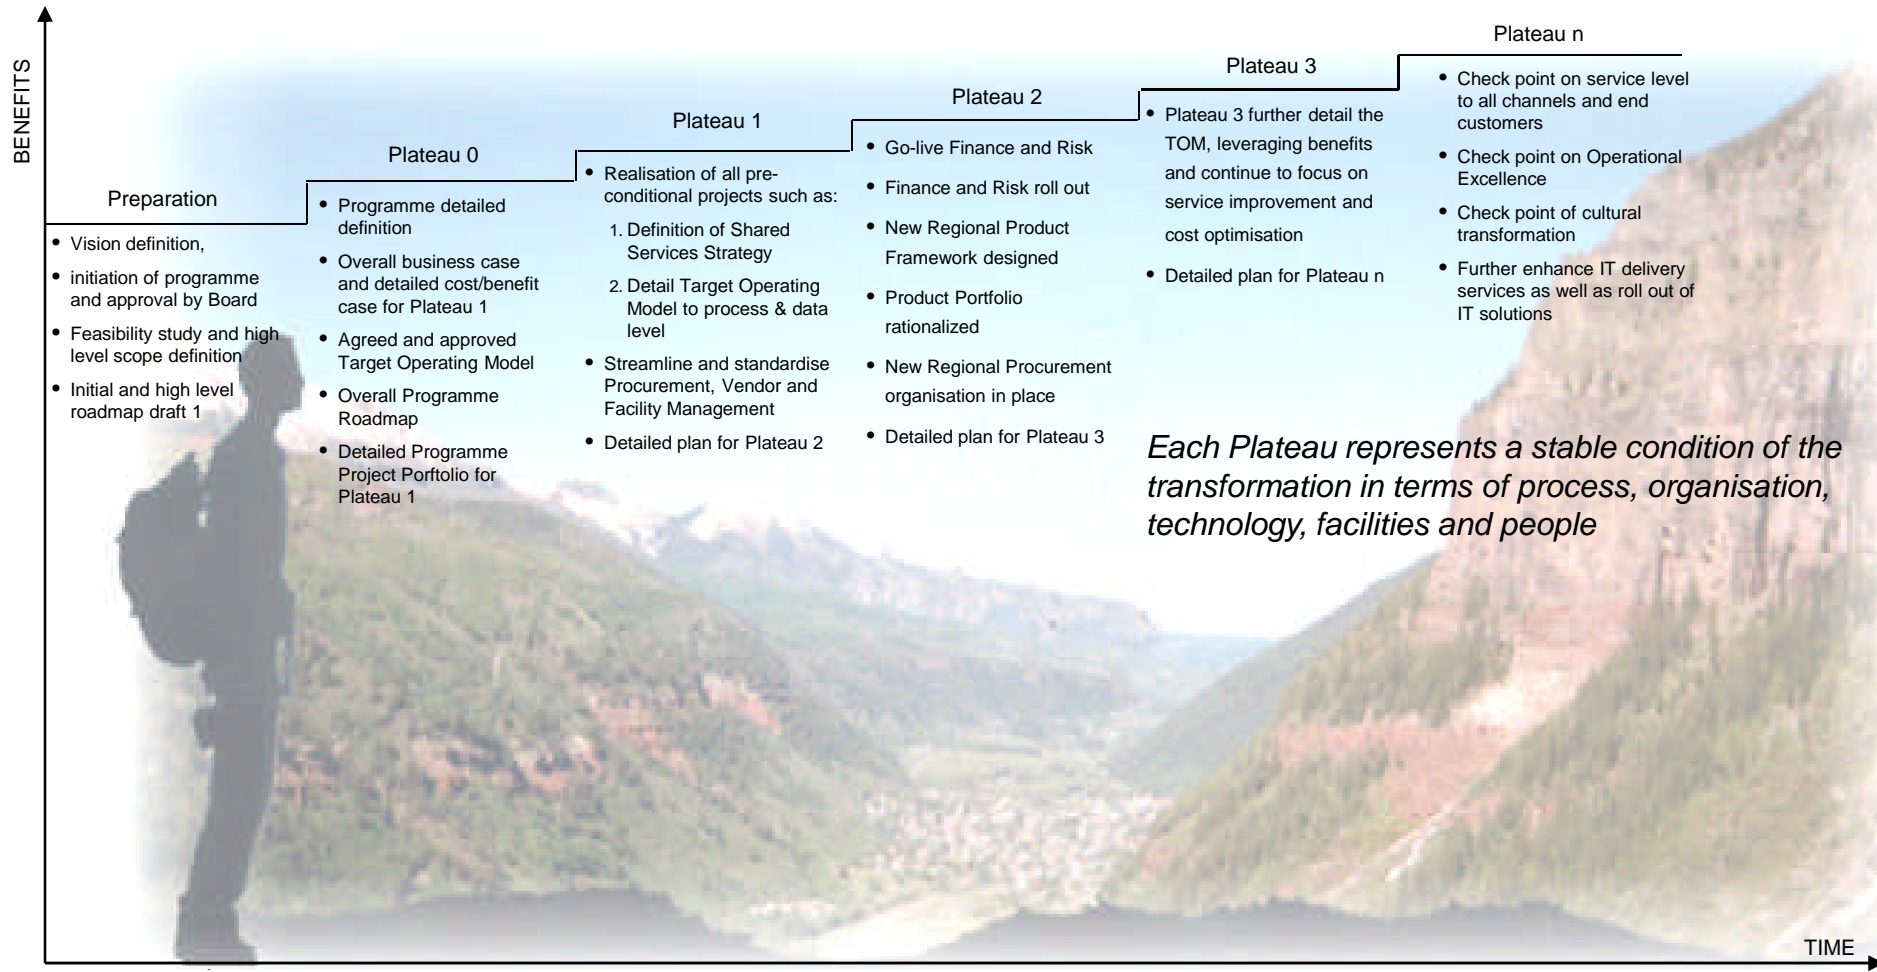 BENEFITS
Preparation
• Vision definition,
• initiation of programme
and approval by Board
• Feasibility study and high
level scope definition
• Initial and high level
roadmap draft 1
Plateau 0
• Programme detailed
definition
• Overall business case
and detailed cost/benefit
case for Plateau 1
• Agreed and approved
Target Operating Model
• Overall Programme
Roadmap
• Detailed Programme
Project Porftolio for
Plateau 1
Plateau 1
• Realisation of all pre-
conditional projects such as:
1. Definition of Shared
Services Strategy
2. Detail Target Operating
Model to process & data
level
• Streamline and standardise
Procurement, Vendor and
Facility Management
• Detailed plan for Plateau 2
Plateau 2
• Go-live Finance and Risk
• Finance and Risk roll out
• New Regional Product
Framework designed
• Product Portfolio
rationalized
• New Regional Procurement
organisation in place
• Detailed plan for Plateau 3
Plateau 3
• Plateau 3 further detail the
TOM, leveraging benefits
and continue to focus on
service improvement and
cost optimisation
• Detailed plan for Plateau n
Plateau n
• Check point on service level
to all channels and end
customers
• Check point on Operational
Excellence
• Check point of cultural
transformation
• Further enhance IT delivery
services as well as roll out of
IT solutions
Each Plateau represents a stable condition of the
transformation in terms of process, organisation,
technology, facilities and people
TIME